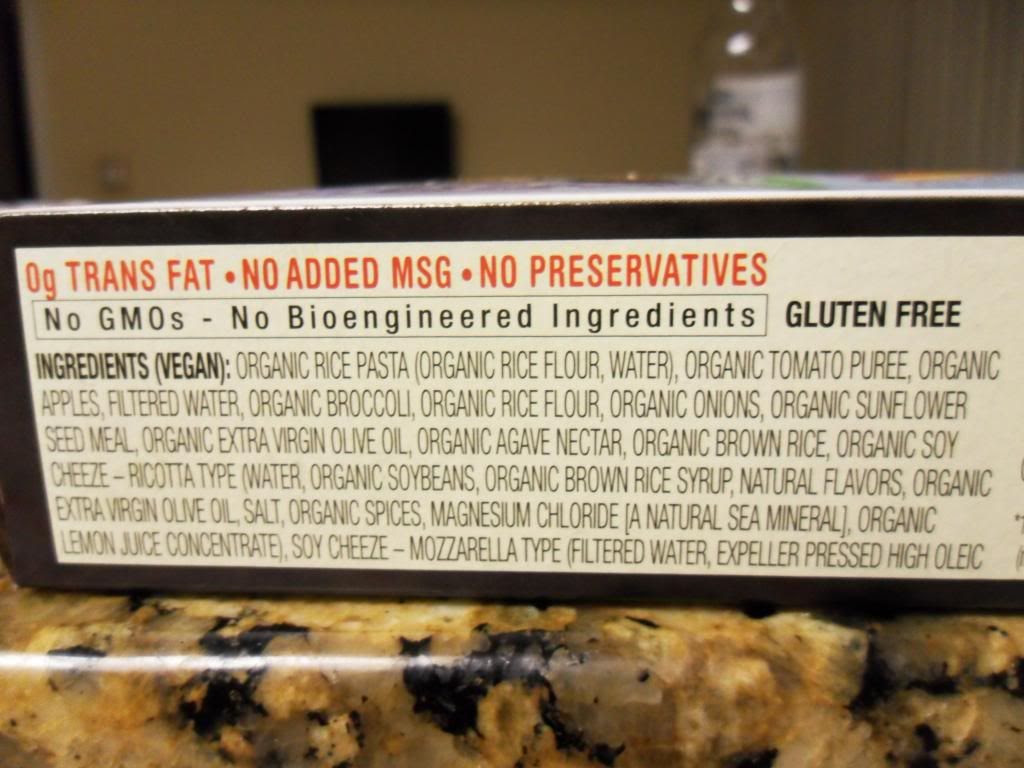 0g TRANS FAT • NO ADDED MSG • NO PRESERVATIVES
No GMOs - No Bioengineered Ingredients GLUTEN FREE
INGREDIENTS (VEGAN): ORGANIC RICE PASTA (ORGANIC RICE FLOUR, WATER), ORGANIC TOMATO PUREE, ORGANIC
APPLES, FILTERED WATER, ORGANIC BROCCOLI, ORGANIC RICE FLOUR, ORGANIC ONIONS, ORGANIC SUNFLOWER
SEED MEAL, ORGANIC EXTRA VIRGIN OLIVE OIL, ORGANIC AGAVE NECTAR, ORGANIC BROWN RICE, ORGANIC SOY
CHEEZE – RICOTTA TYPE (WATER, ORGANIC SOYBEANS, ORGANIC BROWN RICE SYRUP, NATURAL FLAVORS, ORGANIC
EXTRA VIRGIN OLIVE OIL, SALT, ORGANIC SPICES, MAGNESIUM CHLORIDE [A NATURAL SEA MINERAL], ORGANIC
LEMON JUICE CONCENTRATE), SOY CHEEZE – MOZZARELLA TYPE (FILTERED WATER, EXPELLER PRESSED HIGH OLEIC